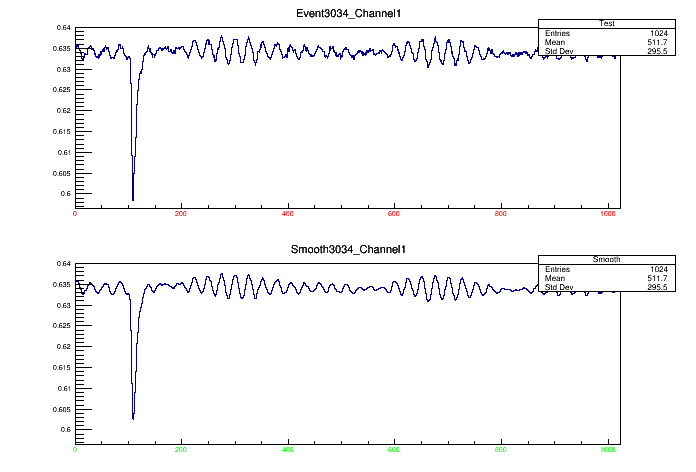 Event3034_Channel1
Test
Entries 1024
Mean 511.7
Std Dev 295.5
0.64
0.635
0.63
0.625
0.62
0.615
0.61
0.605
0.6
0 200 400 600 800 1000
Smooth3034_Channel1
Smooth
Entries 1024
Mean 511.7
Std Dev 295.5
0.64
0.635
0.63
0.625
0.62
0.615
0.61
0.605
0.6
0 200 400 600 800 1000